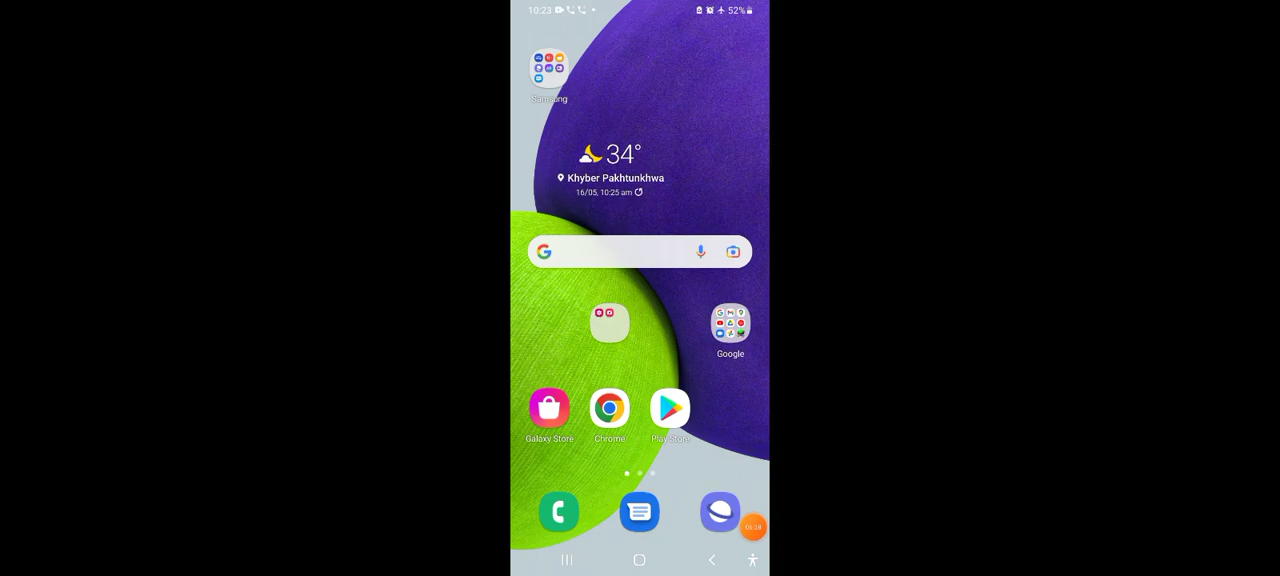 10:23 52%
Samsung
34°
Khyber Pakhtunkhwa
16/05, 10:25 am
Google
Galaxy Store Chrome Play Store